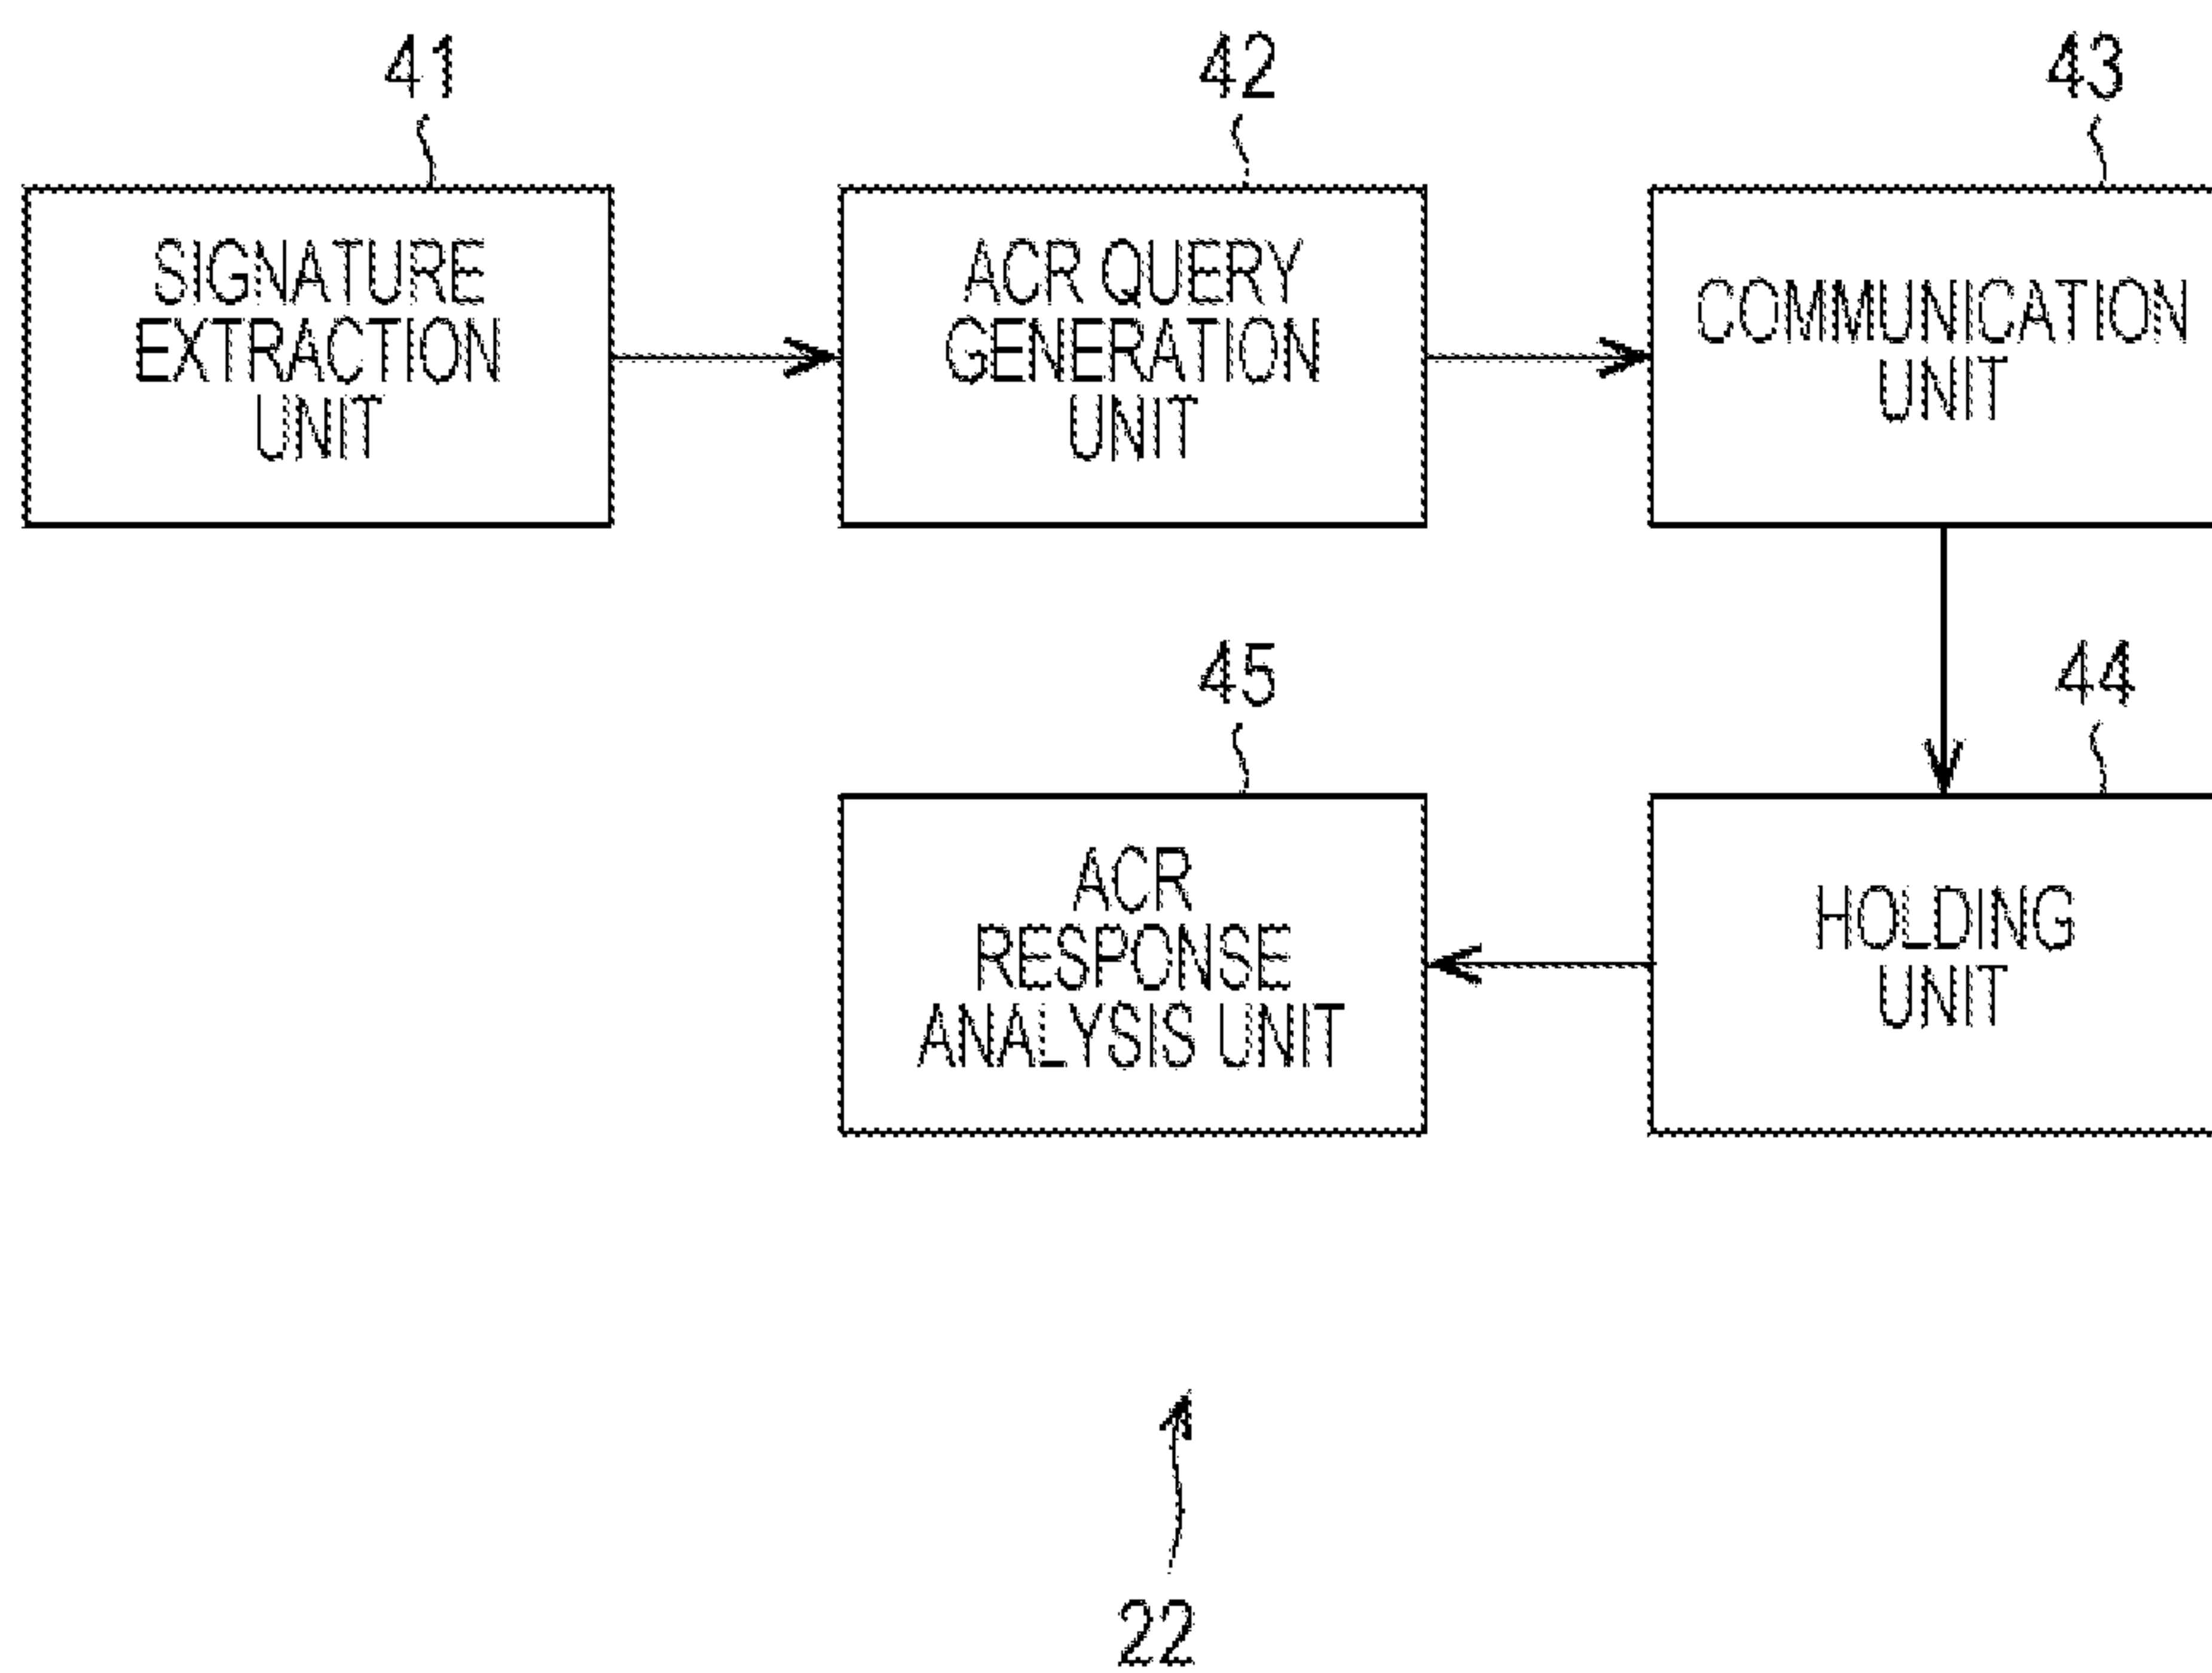 41
SIGNATURE
EXTRACTION
UNIT
42
ACR QUERY
GENERATION
UNIT
43
COMMUNICATION
UNIT
45
ACR
RESPONSE
ANALYSIS UNIT
44
HOLDING
UNIT
22